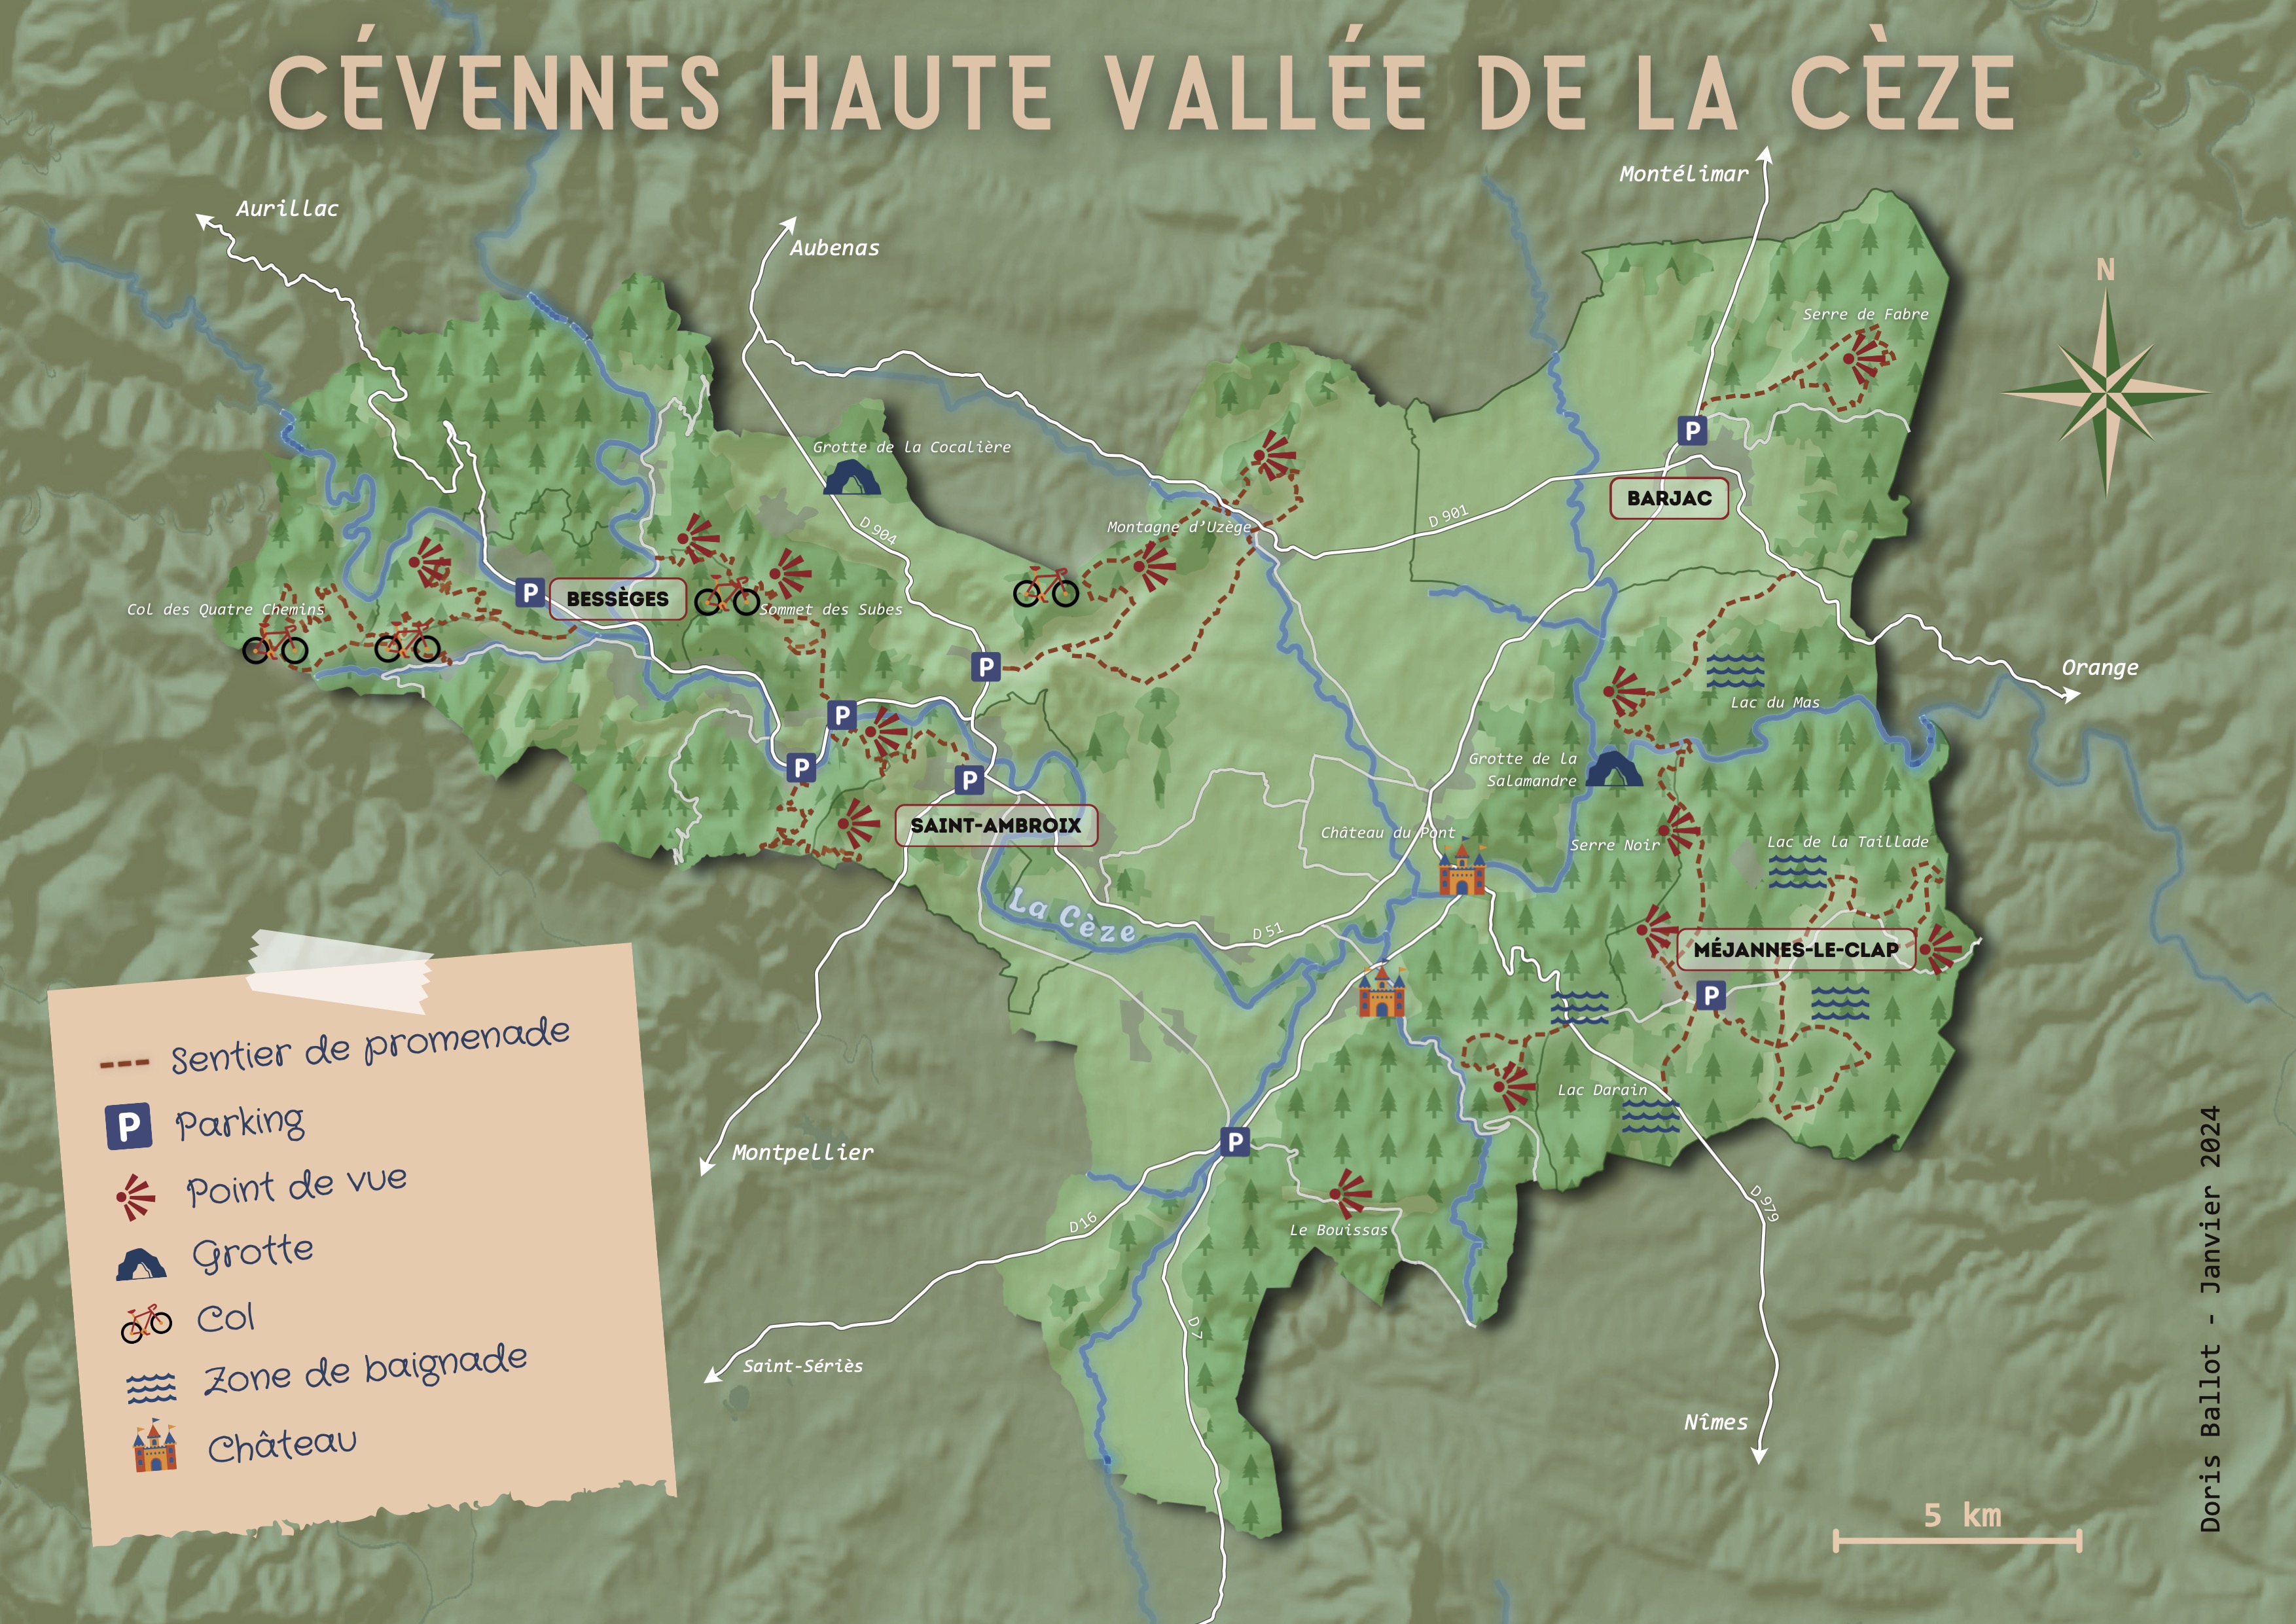 CÉVENNES HAUTE VALLÉE DE LA CÈZE
Montélimar
Aurillac
Aubenas
N
Serre de Fabre
Grotte de la Cocalière
P
BARJAC
D 901
D 904
Montagne d'Uzège
P
BESSÈGES
Col des Quatre Chemins
Sommet des Subes
P
Orange
Lac du Mas
P
Grotte de la
Salamandre
P
P
SAINT-AMBROIX
Château du Pont
Serre Noir
Lac de la Taillade
La Cèze
D 51
MÉJANNES-LE-CLAP
P
Lac Darain
P
Montpellier
D16
Le Bouissas
D 979
D 7
Saint-Sériès
Nîmes
5 km
Doris Ballot - Janvier 2024
Sentier de promenade
P Parking
Point de vue
Grotte
Col
Zone de baignade
Château